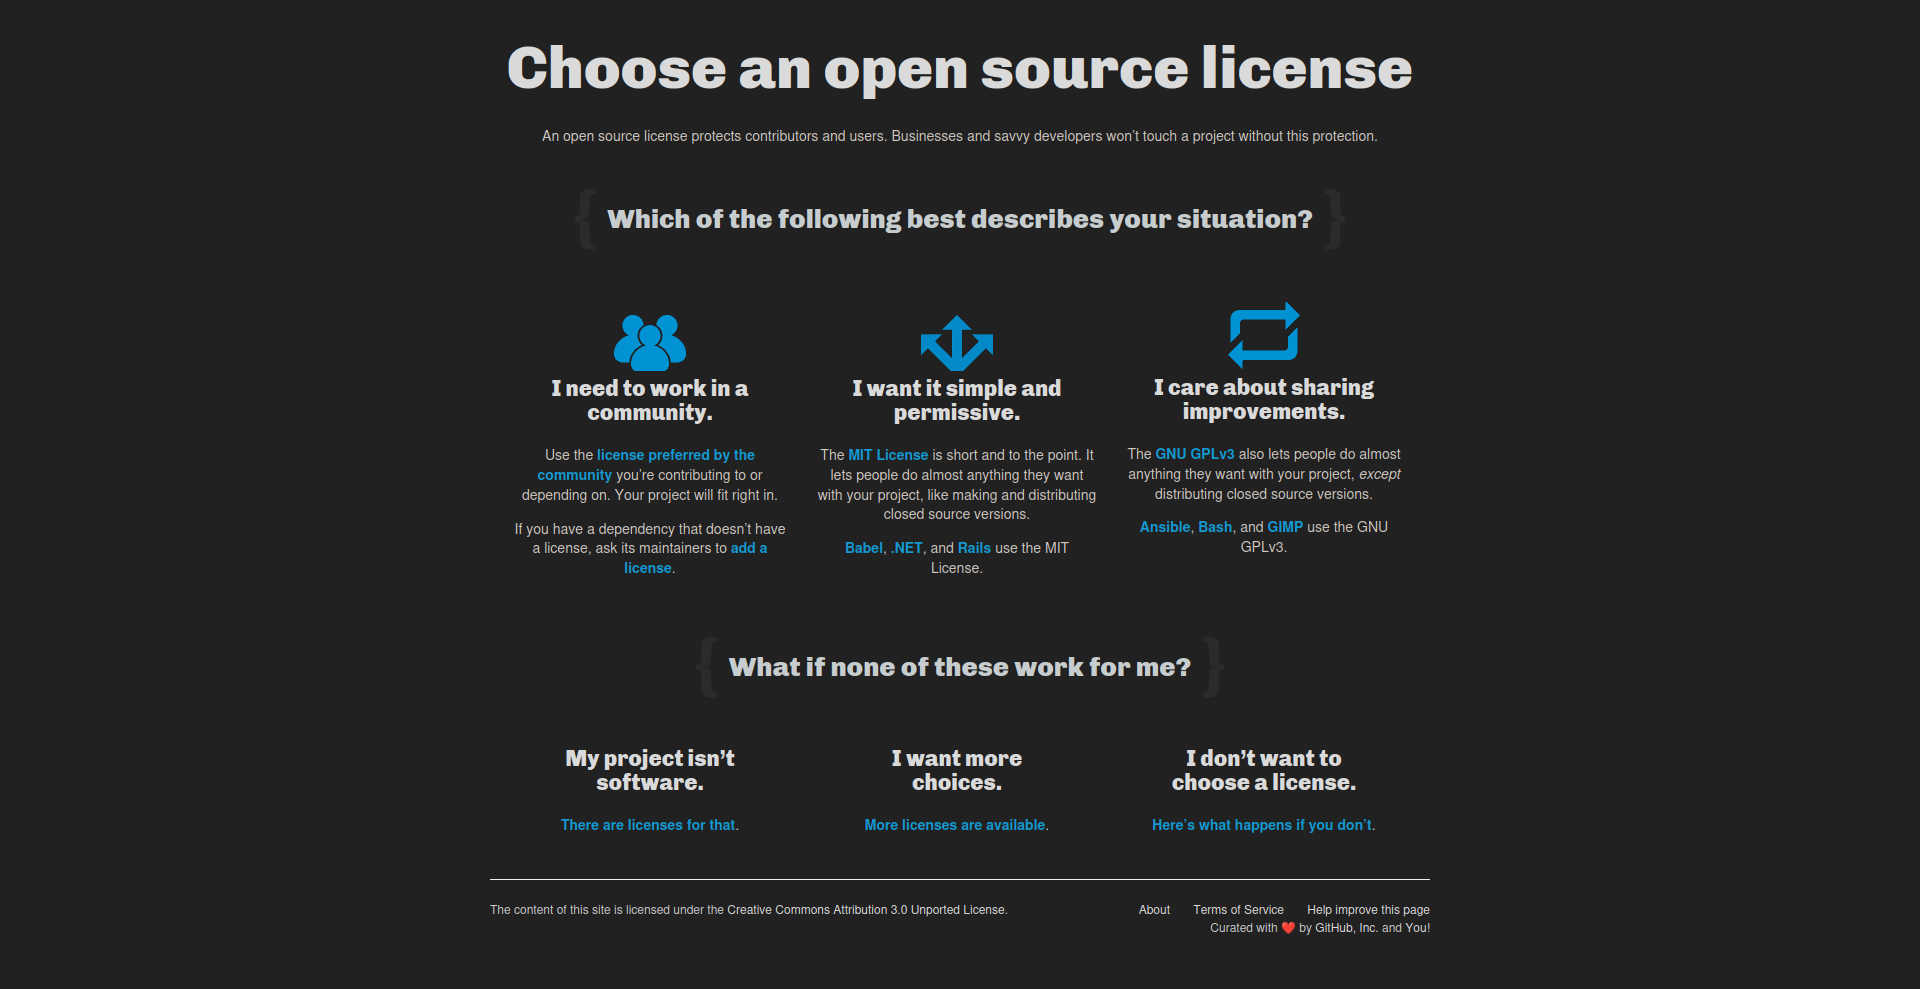 Choose an open source license
An open source license protects contributors and users. Businesses and savvy developers won’t touch a project without this protection.
{ Which of the following best describes your situation? }
I need to work in a
community.
Use the license preferred by the
community you’re contributing to or
depending on. Your project will fit right in.
If you have a dependency that doesn’t have
a license, ask its maintainers to add a
license.
I want it simple and
permissive.
The MIT License is short and to the point. It
lets people do almost anything they want
with your project, like making and distributing
closed source versions.
Babel, .NET, and Rails use the MIT
License.
I care about sharing
improvements.
The GNU GPLv3 also lets people do almost
anything they want with your project, except
distributing closed source versions.
Ansible, Bash, and GIMP use the GNU
GPLv3.
{ What if none of these work for me? }
My project isn’t
software.
There are licenses for that.
I want more
choices.
More licenses are available.
I don’t want to
choose a license.
Here’s what happens if you don’t.
The content of this site is licensed under the Creative Commons Attribution 3.0 Unported License.
About Terms of Service Help improve this page
Curated with ❤️ by GitHub, Inc. and You!